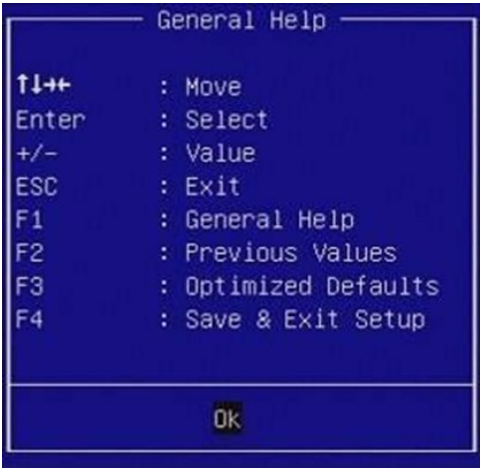 General Help
↑↓→← : Move
Enter : Select
+/- : Value
ESC : Exit
F1 : General Help
F2 : Previous Values
F3 : Optimized Defaults
F4 : Save & Exit Setup
Ok